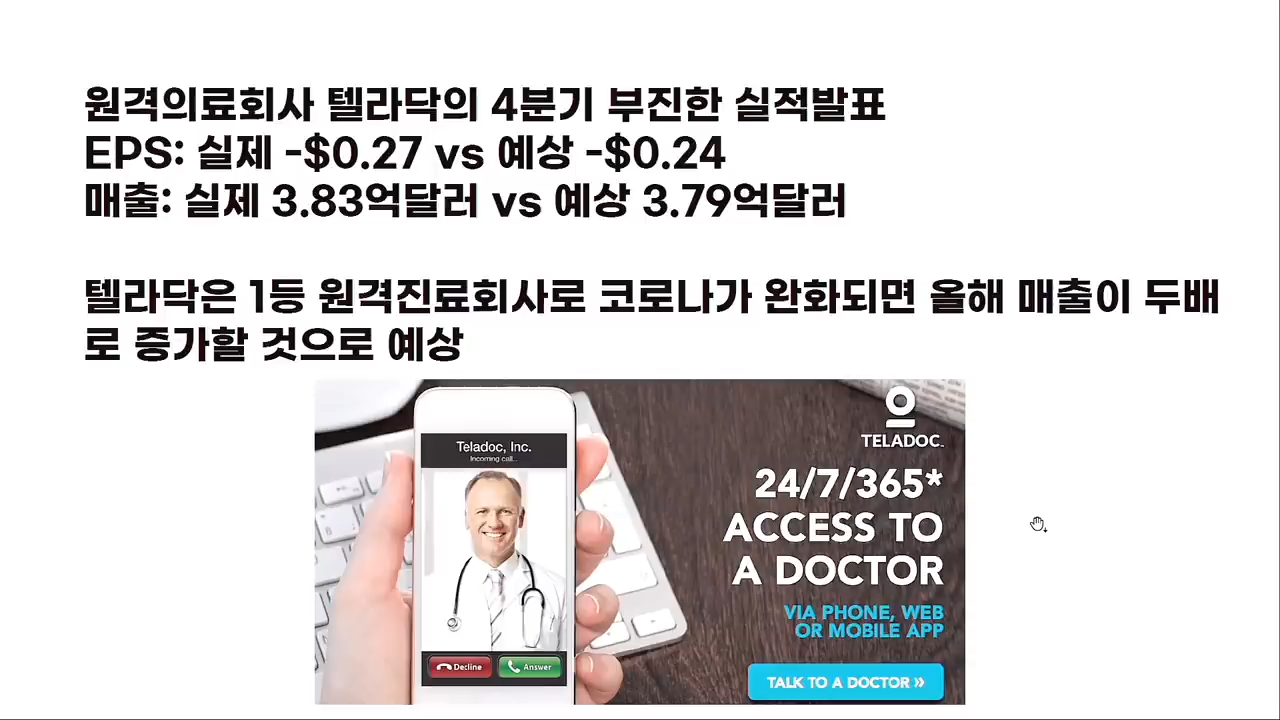 원격의료회사 텔라닥의 4분기 부진한 실적발표
EPS: 실제 -$0.27 vs 예상 -$0.24
매출: 실제 3.83억달러 vs 예상 3.79억달러
텔라닥은 1등 원격진료회사로 코로나가 완화되면 올해 매출이 두배
로 증가할 것으로 예상
Teladoc, Inc.
Incoming call...
Decline
Answer
TELADOC™
24/7/365*
ACCESS TO
A DOCTOR
VIA PHONE, WEB
OR MOBILE APP
TALK TO A DOCTOR »